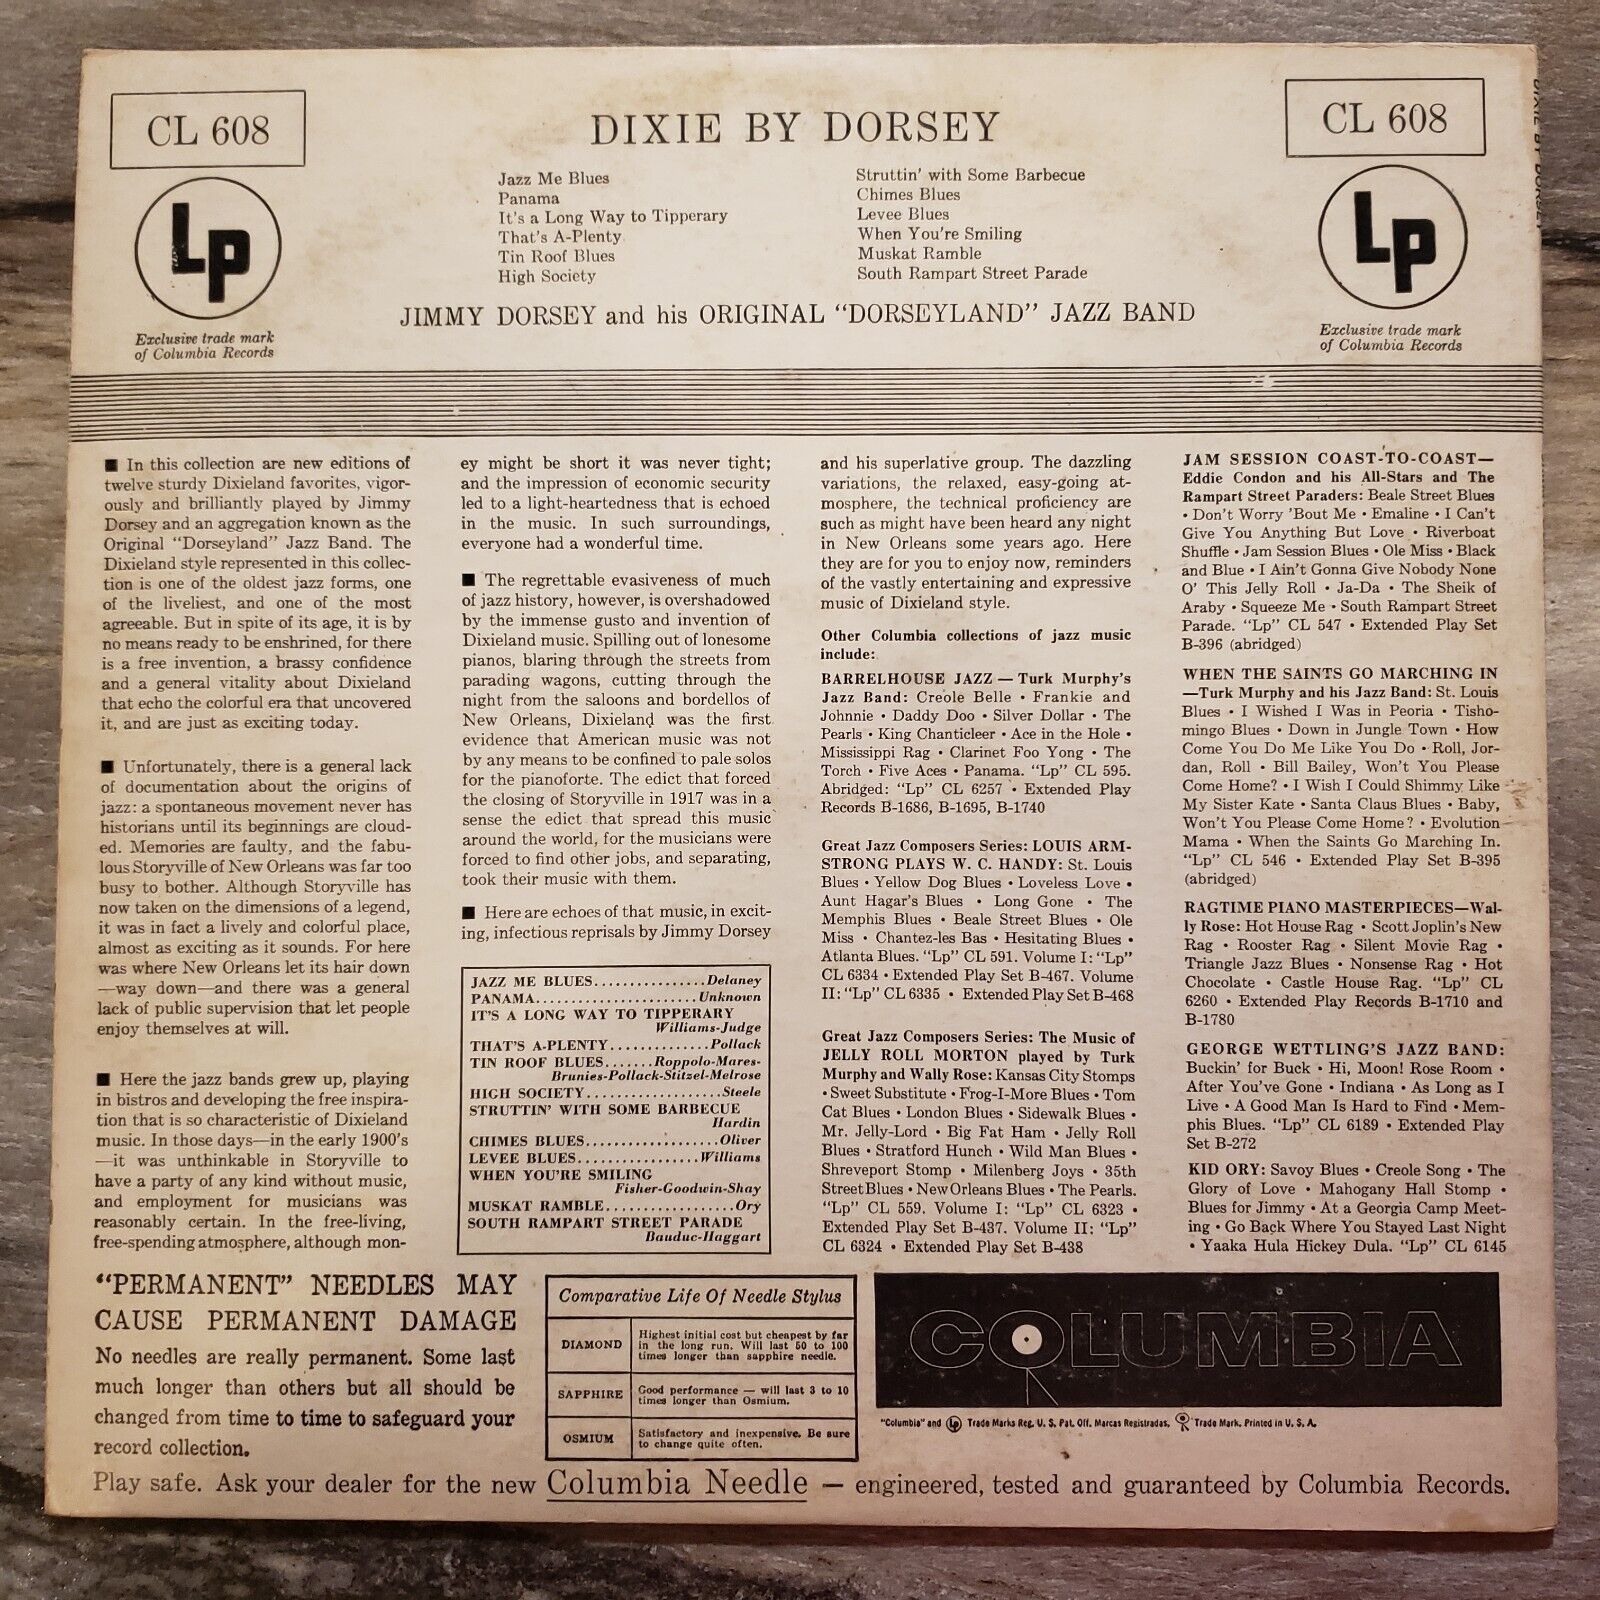 CL 608
DIXIE BY DORSEY
CL 608
Jazz Me Blues
Panama
It's a Long Way to Tipperary
That's A-Plenty
Tin Roof Blues
High Society
Struttin' with Some Barbecue
Chimes Blues
Levee Blues
When You're Smiling
Muskat Ramble
South Rampart Street Parade
Lp
Exclusive trade mark
of Columbia Records
Lp
Exclusive trade mark
of Columbia Records
JIMMY DORSEY and his ORIGINAL "DORSEYLAND" JAZZ BAND
DIXIE BY DORSEY
■ In this collection are new editions of
twelve sturdy Dixieland favorites, vigor-
ously and brilliantly played by Jimmy
Dorsey and an aggregation known as the
Original "Dorseyland" Jazz Band. The
Dixieland style represented in this collec-
tion is one of the oldest jazz forms, one
of the liveliest, and one of the most
agreeable. But in spite of its age, it is by
no means ready to be enshrined, for there
is a free invention, a brassy confidence
and a general vitality about Dixieland
that echo the colorful era that uncovered
it, and are just as exciting today.
■ Unfortunately, there is a general lack
of documentation about the origins of
jazz: a spontaneous movement never has
historians until its beginnings are cloud-
ed. Memories are faulty, and the fabu-
lous Storyville of New Orleans was far too
busy to bother. Although Storyville has
now taken on the dimensions of a legend,
it was in fact a lively and colorful place,
almost as exciting as it sounds. For here
was where New Orleans let its hair down
—way down—and there was a general
lack of public supervision that let people
enjoy themselves at will.
■ Here the jazz bands grew up, playing
in bistros and developing the free inspira-
tion that is so characteristic of Dixieland
music. In those days—in the early 1900's
—it was unthinkable in Storyville to
have a party of any kind without music,
and employment for musicians was
reasonably certain. In the free-living,
free-spending atmosphere, although mon-
ey might be short it was never tight;
and the impression of economic security
led to a light-heartedness that is echoed
in the music. In such surroundings,
everyone had a wonderful time.
■ The regrettable evasiveness of much
of jazz history, however, is overshadowed
by the immense gusto and invention of
Dixieland music. Spilling out of lonesome
pianos, blaring through the streets from
parading wagons, cutting through the
night from the saloons and bordellos of
New Orleans, Dixieland was the first
evidence that American music was not
by any means to be confined to pale solos
for the pianoforte. The edict that forced
the closing of Storyville in 1917 was in a
sense the edict that spread this music
around the world, for the musicians were
forced to find other jobs, and separating,
took their music with them.
■ Here are echoes of that music, in excit-
ing, infectious reprisals by Jimmy Dorsey
JAZZ ME BLUES...............Delaney
PANAMA......................Unknown
IT'S A LONG WAY TO TIPPERARY
Williams-Judge
THAT'S A-PLENTY.............Pollack
TIN ROOF BLUES.......Roppolo-Mares-
Brunies-Pollack-Stitzel-Melrose
HIGH SOCIETY..................Steele
STRUTTIN' WITH SOME BARBECUE
Hardin
CHIMES BLUES...................Oliver
LEVEE BLUES.................Williams
WHEN YOU'RE SMILING
Fisher-Goodwin-Shay
MUSKAT RAMBLE..................Ory
SOUTH RAMPART STREET PARADE
Bauduc-Haggart
and his superlative group. The dazzling
variations, the relaxed, easy-going at-
mosphere, the technical proficiency are
such as might have been heard any night
in New Orleans some years ago. Here
they are for you to enjoy now, reminders
of the vastly entertaining and expressive
music of Dixieland style.
Other Columbia collections of jazz music
include:
BARRELHOUSE JAZZ — Turk Murphy's
Jazz Band: Creole Belle • Frankie and
Johnnie • Daddy Doo • Silver Dollar • The
Pearls • King Chanticleer • Ace in the Hole •
Mississippi Rag • Clarinet Foo Yong • The
Torch • Five Aces • Panama. "Lp" CL 595.
Abridged: "Lp" CL 6257 • Extended Play
Records B-1686, B-1695, B-1740
Great Jazz Composers Series: LOUIS ARM-
STRONG PLAYS W. C. HANDY: St. Louis
Blues • Yellow Dog Blues • Loveless Love •
Aunt Hagar's Blues • Long Gone • The
Memphis Blues • Beale Street Blues • Ole
Miss • Chantez-les Bas • Hesitating Blues •
Atlanta Blues. "Lp" CL 591. Volume I: "Lp"
CL 6334 • Extended Play Set B-467. Volume
II: "Lp" CL 6335 • Extended Play Set B-468
Great Jazz Composers Series: The Music of
JELLY ROLL MORTON played by Turk
Murphy and Wally Rose: Kansas City Stomps
• Sweet Substitute • Frog-I-More Blues • Tom
Cat Blues • London Blues • Sidewalk Blues •
Mr. Jelly-Lord • Big Fat Ham • Jelly Roll
Blues • Stratford Hunch • Wild Man Blues •
Shreveport Stomp • Milenberg Joys • 35th
Street Blues • New Orleans Blues • The Pearls.
"Lp" CL 559. Volume I: "Lp" CL 6323 •
Extended Play Set B-437. Volume II: "Lp"
CL 6324 • Extended Play Set B-438
JAM SESSION COAST-TO-COAST—
Eddie Condon and his All-Stars and The
Rampart Street Paraders: Beale Street Blues
• Don't Worry 'Bout Me • Emaline • I Can't
Give You Anything But Love • Riverboat
Shuffle • Jam Session Blues • Ole Miss • Black
and Blue • I Ain't Gonna Give Nobody None
O' This Jelly Roll • Ja-Da • The Sheik of
Araby • Squeeze Me • South Rampart Street
Parade. "Lp" CL 547 • Extended Play Set
B-396 (abridged)
WHEN THE SAINTS GO MARCHING IN
—Turk Murphy and his Jazz Band: St. Louis
Blues • I Wished I Was in Peoria • Tisho-
mingo Blues • Down in Jungle Town • How
Come You Do Me Like You Do • Roll, Jor-
dan, Roll • Bill Bailey, Won't You Please
Come Home? • I Wish I Could Shimmy Like
My Sister Kate • Santa Claus Blues • Baby,
Won't You Please Come Home? • Evolution
Mama • When the Saints Go Marching In.
"Lp" CL 546 • Extended Play Set B-395
(abridged)
RAGTIME PIANO MASTERPIECES—Wal-
ly Rose: Hot House Rag • Scott Joplin's New
Rag • Rooster Rag • Silent Movie Rag •
Triangle Jazz Blues • Nonsense Rag • Hot
Chocolate • Castle House Rag. "Lp" CL
6260 • Extended Play Records B-1710 and
B-1780
GEORGE WETTLING'S JAZZ BAND:
Buckin' for Buck • Hi, Moon! Rose Room •
After You've Gone • Indiana • As Long as I
Live • A Good Man Is Hard to Find • Mem-
phis Blues. "Lp" CL 6189 • Extended Play
Set B-272
KID ORY: Savoy Blues • Creole Song • The
Glory of Love • Mahogany Hall Stomp •
Blues for Jimmy • At a Georgia Camp Meet-
ing • Go Back Where You Stayed Last Night
• Yaaka Hula Hickey Dula. "Lp" CL 6145
"PERMANENT" NEEDLES MAY
CAUSE PERMANENT DAMAGE
No needles are really permanent. Some last
much longer than others but all should be
changed from time to time to safeguard your
record collection.
Comparative Life Of Needle Stylus
DIAMOND
Highest initial cost but cheapest by far
in the long run. Will last 50 to 100
times longer than sapphire needle.
SAPPHIRE
Good performance — will last 3 to 10
times longer than Osmium.
OSMIUM
Satisfactory and inexpensive. Be sure
to change quite often.
COLUMBIA
"Columbia" and Lp Trade Marks Reg. U. S. Pat. Off. Marcas Registradas. Trade Mark. Printed in U. S. A.
Play safe. Ask your dealer for the new Columbia Needle — engineered, tested and guaranteed by Columbia Records.